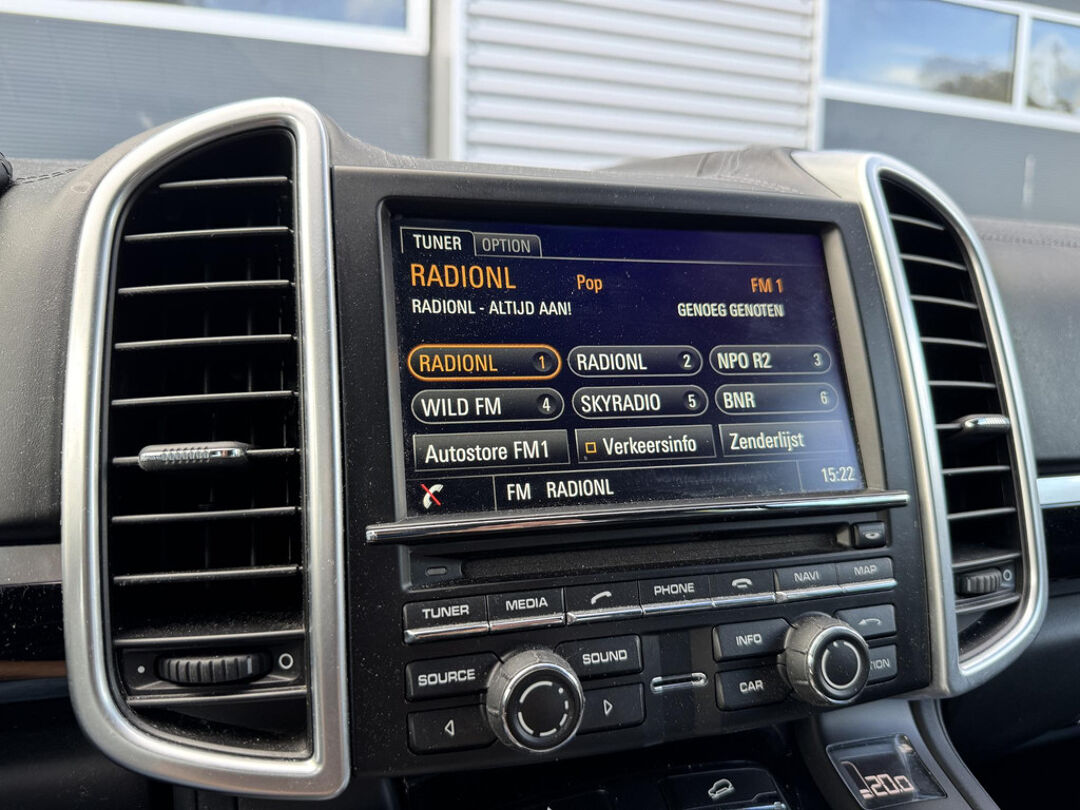 TUNER OPTION
RADIONL Pop FM 1
RADIONL - ALTIJD AAN! GENOEG GENOTEN
RADIONL 1 RADIONL 2 NPO R2 3
WILD FM 4 SKYRADIO 5 BNR 6
Autostore FM1 Verkeersinfo Zenderlijst
FM RADIONL 15:22
TUNER MEDIA PHONE NAVI MAP
SOURCE SOUND INFO
CAR
20.0